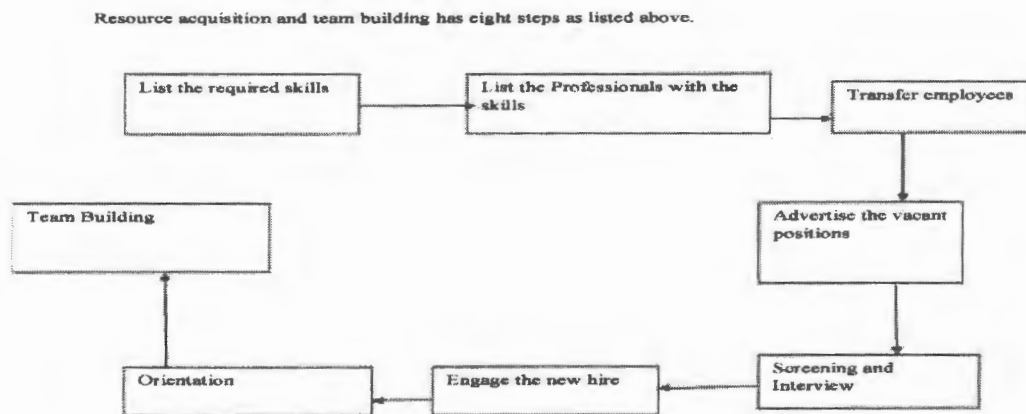 Resource acquisition and team building has eight steps as listed above.
List the required skills
List the Professionals with the
skills
Transfer employees
Advertise the vacant
positions
Screening and
Interview
Engage the new hire
Orientation
Team Building